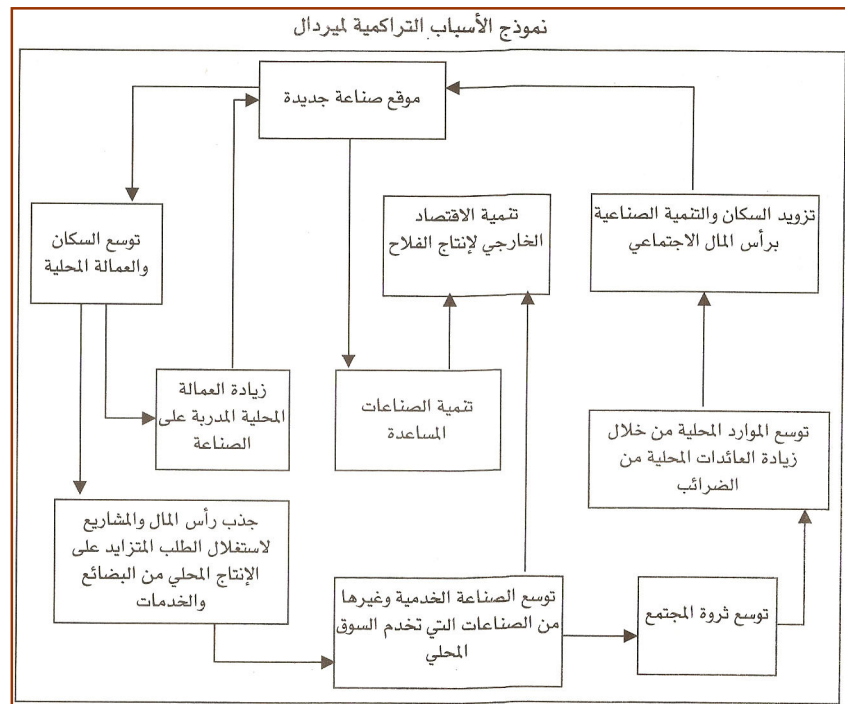 نموذج الأسباب التراكمية لميردال
موقع صناعة جديدة
تزويد السكان والتنمية الصناعية
برأس المال الاجتماعي
تنمية الاقتصاد
الخارجي لإنتاج الفلاح
توسع السكان
والعمالة المحلية
زيادة العمالة
المحلية المدربة على
الصناعة
تنمية الصناعات
المساعدة
توسع الموارد المحلية من خلال
زيادة العائدات المحلية من
الضرائب
جذب رأس المال والمشاريع
لاستغلال الطلب المتزايد على
الإنتاج المحلي من البضائع
والخدمات
توسع الصناعة الخدمية وغيرها
من الصناعات التي تخدم السوق
المحلي
توسع ثروة المجتمع